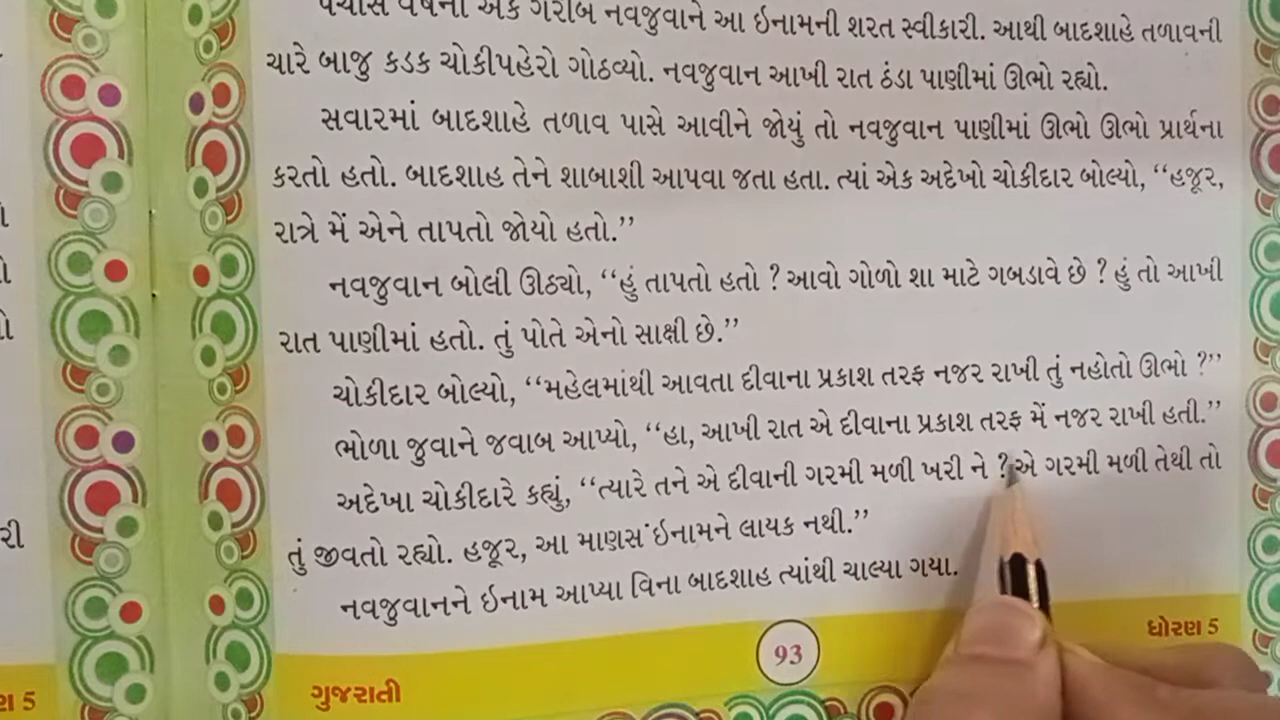 પચાસ વર્ષના એક ગરીબ નવજુવાને આ ઇનામની શરત સ્વીકારી. આથી બાદશાહે તળાવની
ચારે બાજુ કડક ચોકીપહેરો ગોઠવ્યો. નવજુવાન આખી રાત ઠંડા પાણીમાં ઊભો રહ્યો.
સવારમાં બાદશાહે તળાવ પાસે આવીને જોયું તો નવજુવાન પાણીમાં ઊભો ઊભો પ્રાર્થના
કરતો હતો. બાદશાહ તેને શાબાશી આપવા જતા હતા. ત્યાં એક અદેખો ચોકીદાર બોલ્યો, “હજૂર,
રાત્રે મેં એને તાપતો જોયો હતો.”
નવજુવાન બોલી ઊઠ્યો, “હું તાપતો હતો ? આવો ગોળો શા માટે ગબડાવે છે ? હું તો આખી
રાત પાણીમાં હતો. તું પોતે એનો સાક્ષી છે.”
ચોકીદાર બોલ્યો, “મહેલમાંથી આવતા દીવાના પ્રકાશ તરફ નજર રાખી તું નહોતો ઊભો ?”
ભોળા જુવાને જવાબ આપ્યો, “હા, આખી રાત એ દીવાના પ્રકાશ તરફ મેં નજર રાખી હતી.”
અદેખા ચોકીદારે કહ્યું, “ત્યારે તને એ દીવાની ગરમી મળી ખરી ને ? એ ગરમી મળી તેથી તો
તું જીવતો રહ્યો. હજૂર, આ માણસ ઇનામને લાયક નથી.”
નવજુવાનને ઇનામ આપ્યા વિના બાદશાહ ત્યાંથી ચાલ્યા ગયા.
ગુજરાતી
93
ધોરણ 5